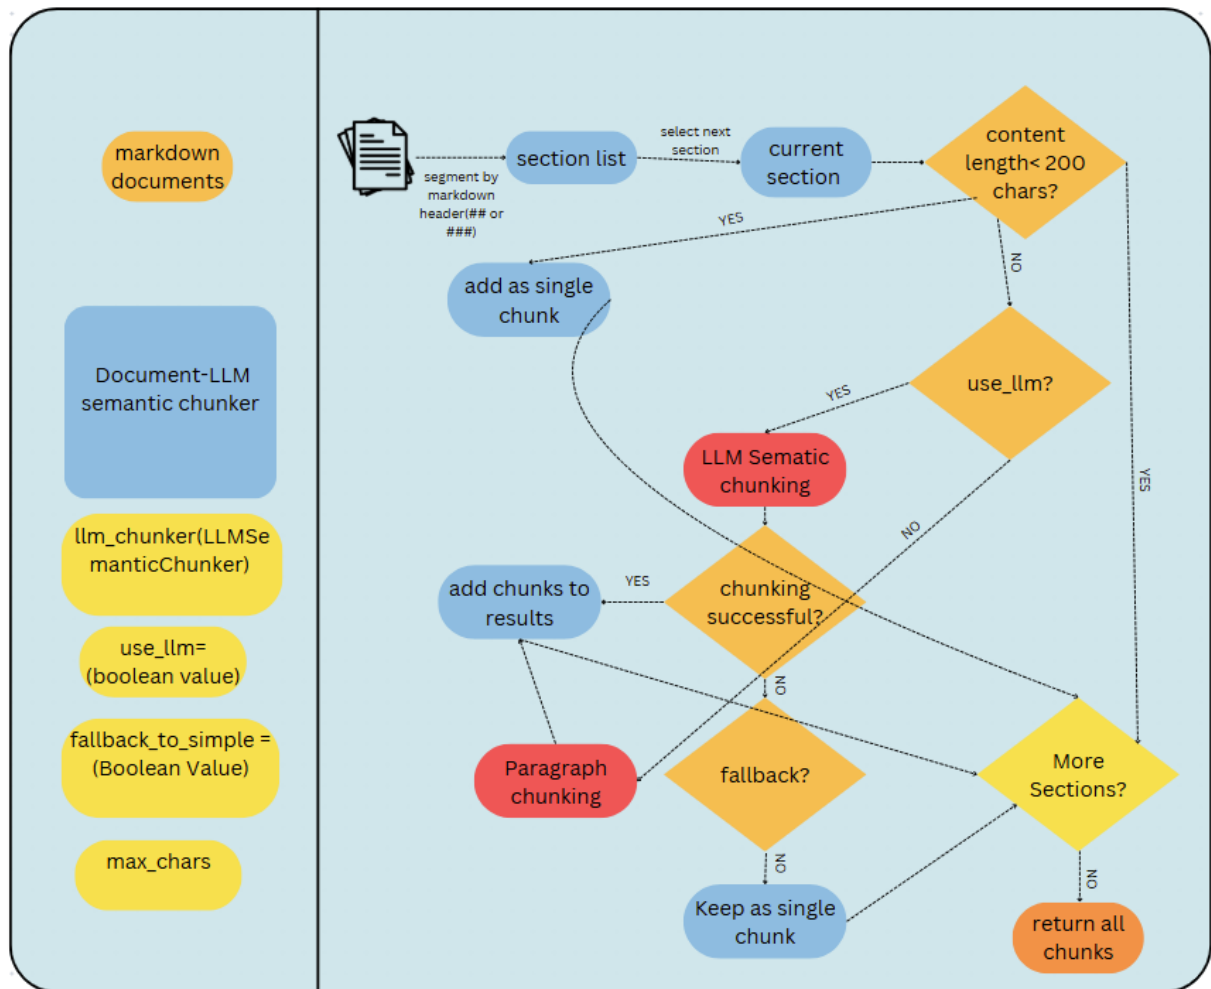 markdown
documents
Document-LLM
semantic chunker
llm_chunker(LLMSe
manticChunker)
use_llm=
(boolean value)
fallback_to_simple =
(Boolean Value)
max_chars
segment by
markdown
header(## or
###)
section list
select next
section
current
section
content
length< 200
chars?
YES
NO
YES
add as single
chunk
use_llm?
YES
NO
LLM Sematic
chunking
chunking
successful?
YES
NO
add chunks to
results
Paragraph
chunking
fallback?
NO
Keep as single
chunk
More
Sections?
NO
return all
chunks